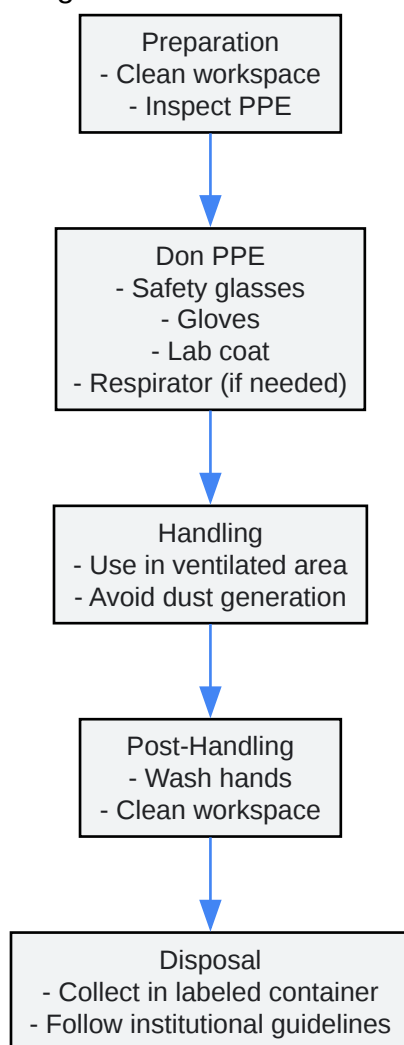 Preparation
- Clean workspace
- Inspect PPE
Don PPE
- Safety glasses
- Gloves
- Lab coat
- Respirator (if needed)
Handling
- Use in ventilated area
- Avoid dust generation
Post-Handling
- Wash hands
- Clean workspace
Disposal
- Collect in labeled container
- Follow institutional guidelines